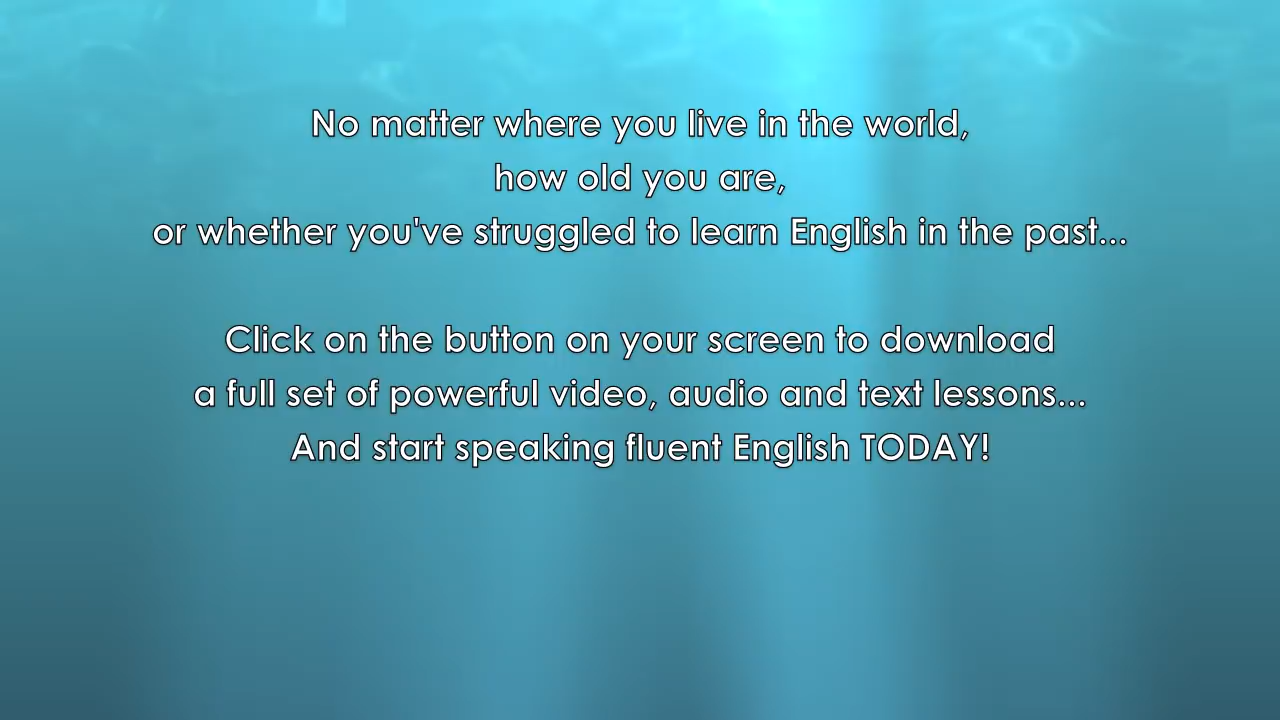 No matter where you live in the world,
how old you are,
or whether you've struggled to learn English in the past...
Click on the button on your screen to download
a full set of powerful video, audio and text lessons...
And start speaking fluent English TODAY!